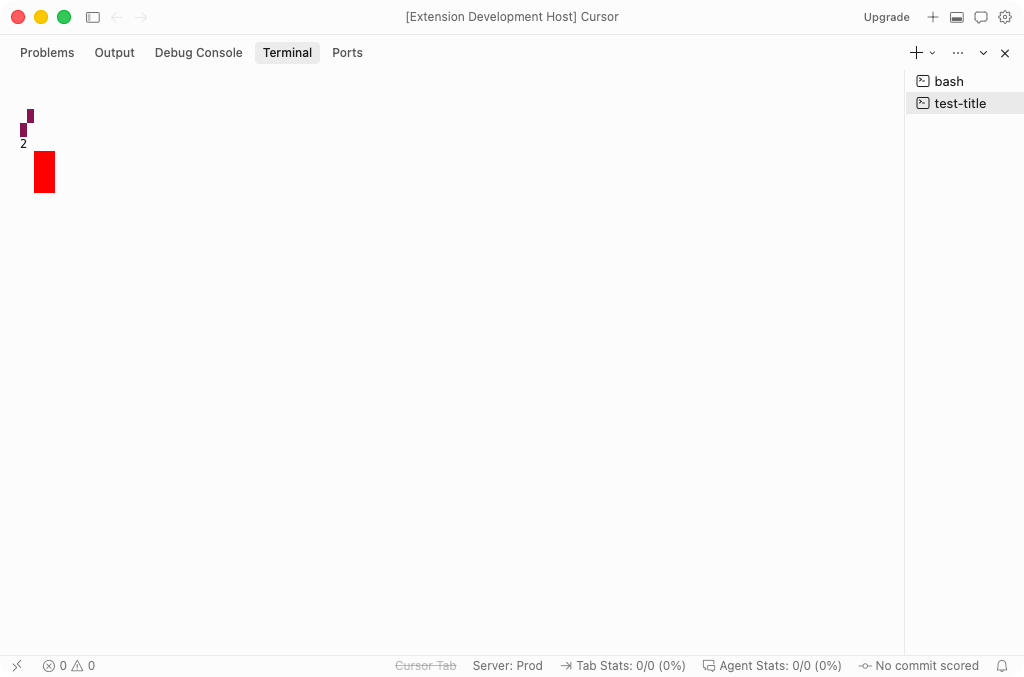 [Extension Development Host] Cursor
Upgrade
Problems Output Debug Console Terminal Ports
bash
test-title
2
0 0 Cursor Tab Server: Prod Tab Stats: 0/0 (0%) Agent Stats: 0/0 (0%) No commit scored